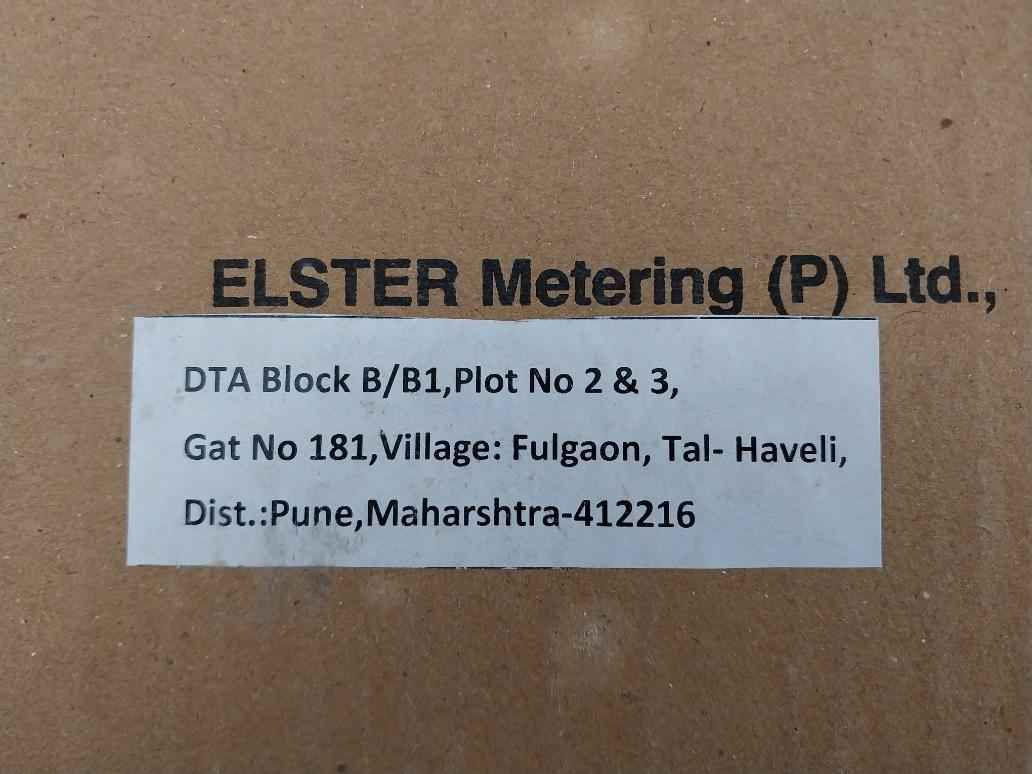 ELSTER Metering (P) Ltd.,
DTA Block B/B1,Plot No 2 & 3,
Gat No 181,Village: Fulgaon, Tal- Haveli,
Dist.:Pune,Maharshtra-412216